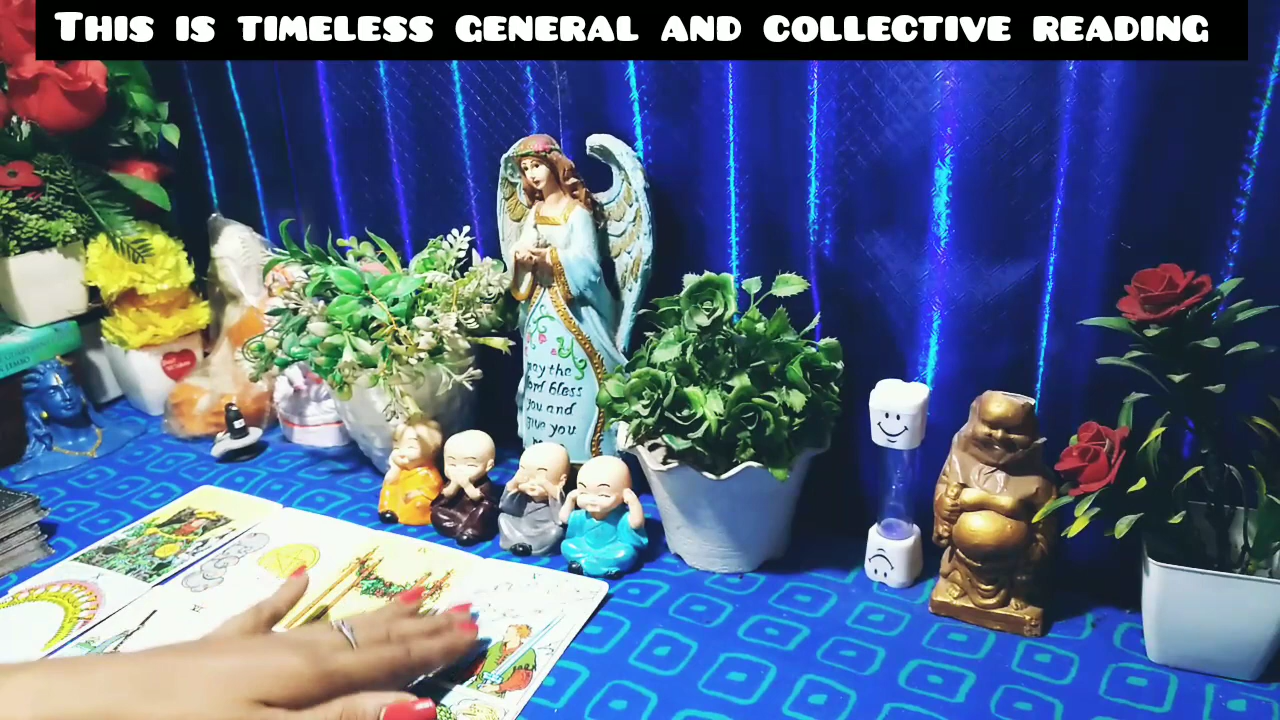 This is timeless general and collective reading
may the
lord bless
you and
give you